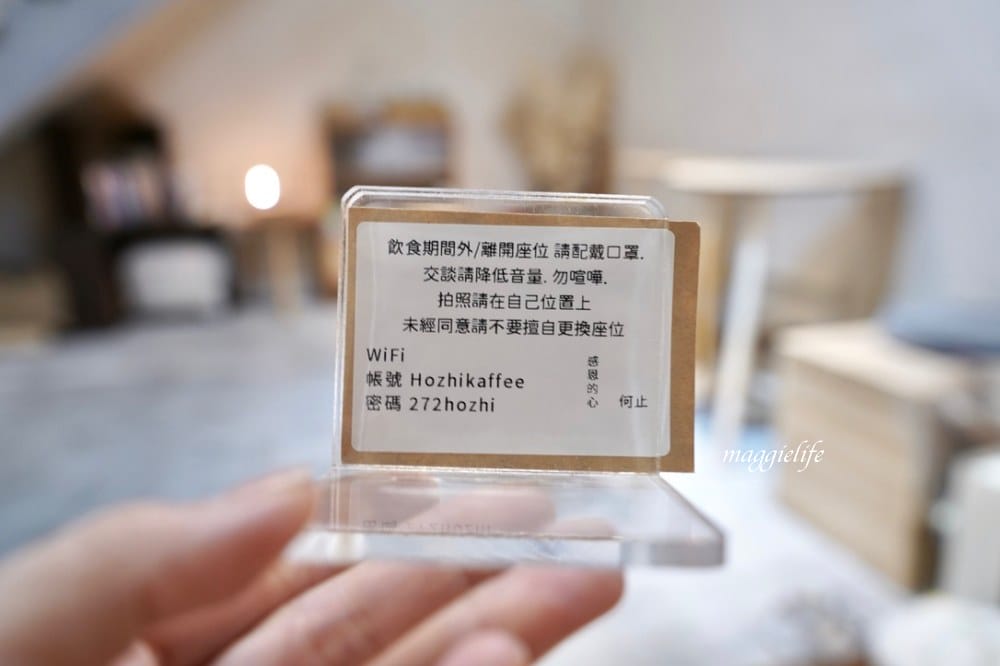 飲食期間外/離開座位 請配戴口罩.
交談請降低音量. 勿喧嘩.
拍照請在自己位置上
未經同意請不要擅自更換座位
WiFi
帳號 Hozhikaffee
密碼 272hozhi
感恩的心
何止
maggielife